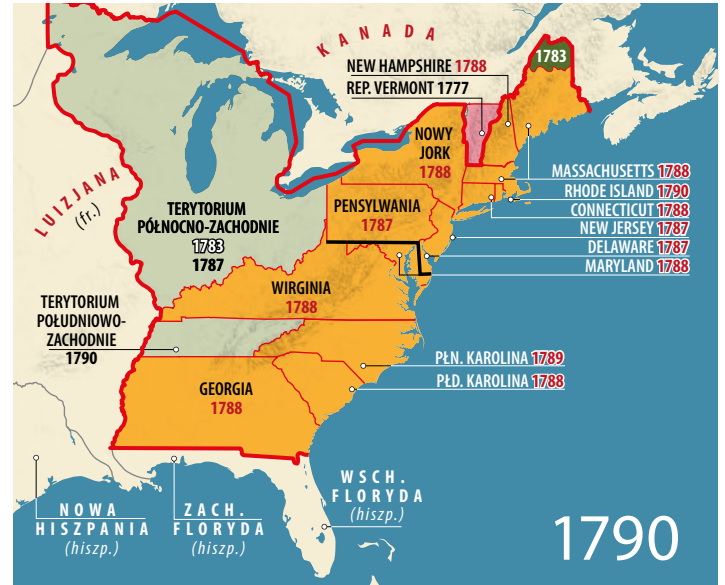 KANADA
1783
NEW HAMPSHIRE 1788
REP. VERMONT 1777
NOWY
JORK
1788
MASSACHUSETTS 1788
RHODE ISLAND 1790
CONNECTICUT 1788
NEW JERSEY 1787
DELAWARE 1787
MARYLAND 1788
LUIZJANA
(fr.)
TERYTORIUM
PÓŁNOCNO-ZACHODNIE
1783
1787
PENSYLWANIA
1787
WIRGINIA
1788
TERYTORIUM
POŁUDNIOWO-
ZACHODNIE
1790
PŁN. KAROLINA 1789
PŁD. KAROLINA 1788
GEORGIA
1788
NOWA
HISZPANIA
(hiszp.)
ZACH.
FLORYDA
(hiszp.)
WSCH.
FLORYDA
(hiszp.)
1790